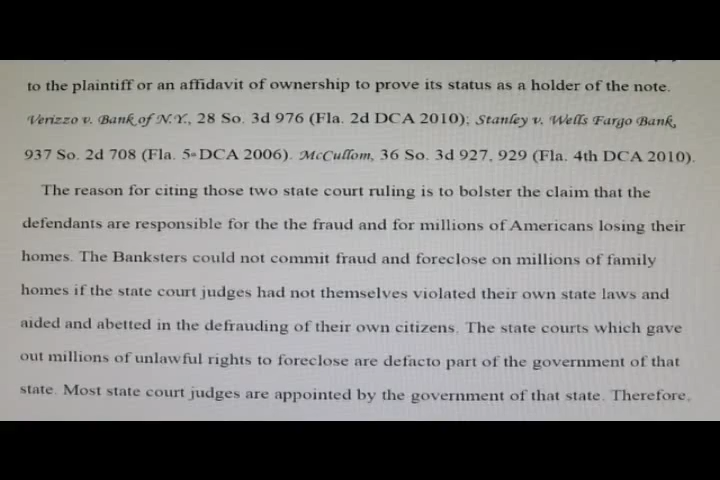 to the plaintiff or an affidavit of ownership to prove its status as a holder of the note.
Verizzo v. Bank of N.Y., 28 So. 3d 976 (Fla. 2d DCA 2010); Stanley v. Wells Fargo Bank,
937 So. 2d 708 (Fla. 5th DCA 2006). McCullom, 36 So. 3d 927, 929 (Fla. 4th DCA 2010).
The reason for citing those two state court ruling is to bolster the claim that the
defendants are responsible for the the fraud and for millions of Americans losing their
homes. The Banksters could not commit fraud and foreclose on millions of family
homes if the state court judges had not themselves violated their own state laws and
aided and abetted in the defrauding of their own citizens. The state courts which gave
out millions of unlawful rights to foreclose are defacto part of the government of that
state. Most state court judges are appointed by the government of that state. Therefore,